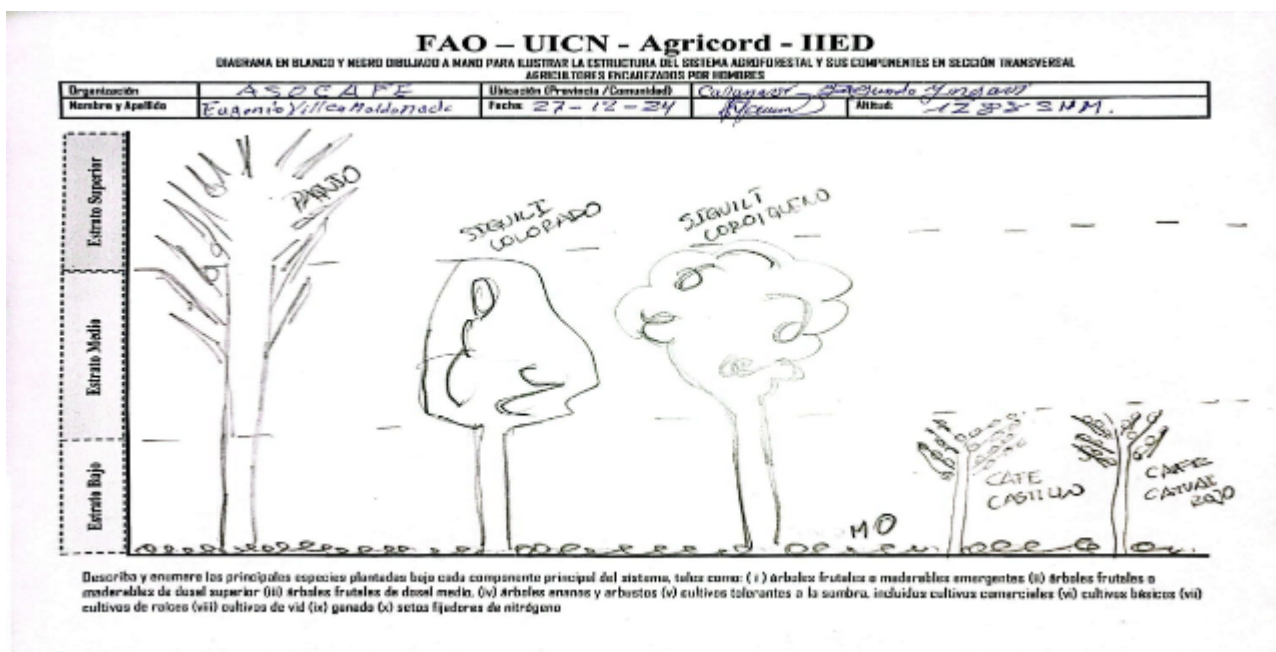 FAO – UICN - Agricord - IIED
DIAGRAMA EN BLANCO Y NEGRO DIBUJADO A MANO PARA ILUSTRAR LA ESTRUCTURA DEL SISTEMA AGROFORESTAL Y SUS COMPONENTES EN SECCIÓN TRANSVERSAL
AGRICULTORES ENCABEZADOS POR HOMBRES
Organización ASOCAFE Ubicación (Provincia /Comunidad) Caranavi
Nombre y Apellido Eugenio Villca Maldonado Fecha: 27-12-24 Altitud: 1288 SNM.
Estrato Superior
Estrato Medio
Estrato Bajo
SIQUILI
COLORADO
SIQUILI
COROIQUEÑO
CAFE
CASTILLO
CAFE
CATUAI
ROJO
MO
Describa y enumere las principales especies plantadas bajo cada componente principal del sistema, tales como: ( i ) árboles frutales o maderables emergentes (ii) árboles frutales o
maderables de dosel superior (iii) árboles frutales de dosel medio, (iv) árboles enanos y arbustos (v) cultivos tolerantes a la sombra, incluidos cultivos comerciales (vi) cultivos básicos (vii)
cultivos de raíces (viii) cultivos de vid (ix) ganado (x) setos fijadores de nitrógeno